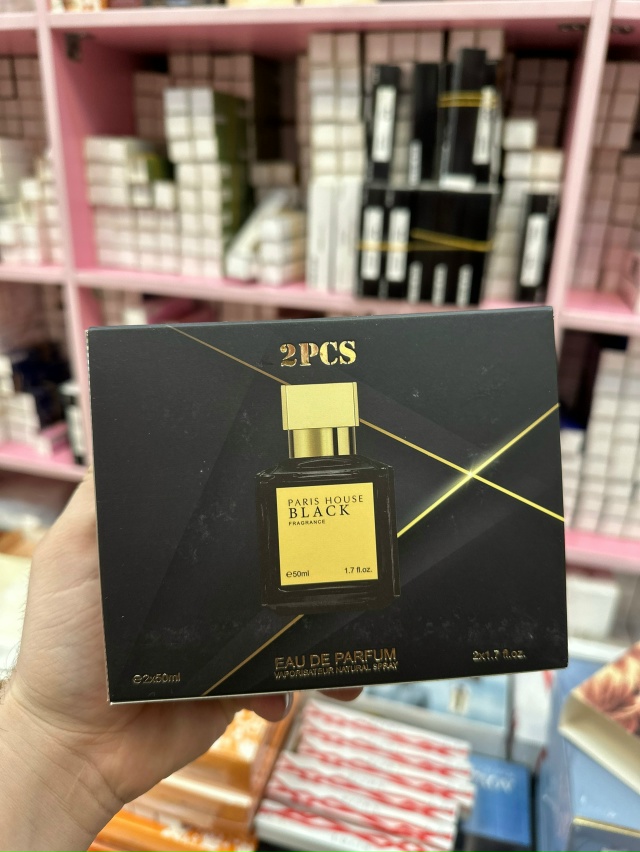 2PCS
PARIS HOUSE
BLACK
FRAGRANCE
℮50ml 1.7 fl.oz.
EAU DE PARFUM
VAPORISATEUR NATURAL SPRAY
℮2x50ml
2x1.7 fl.oz.